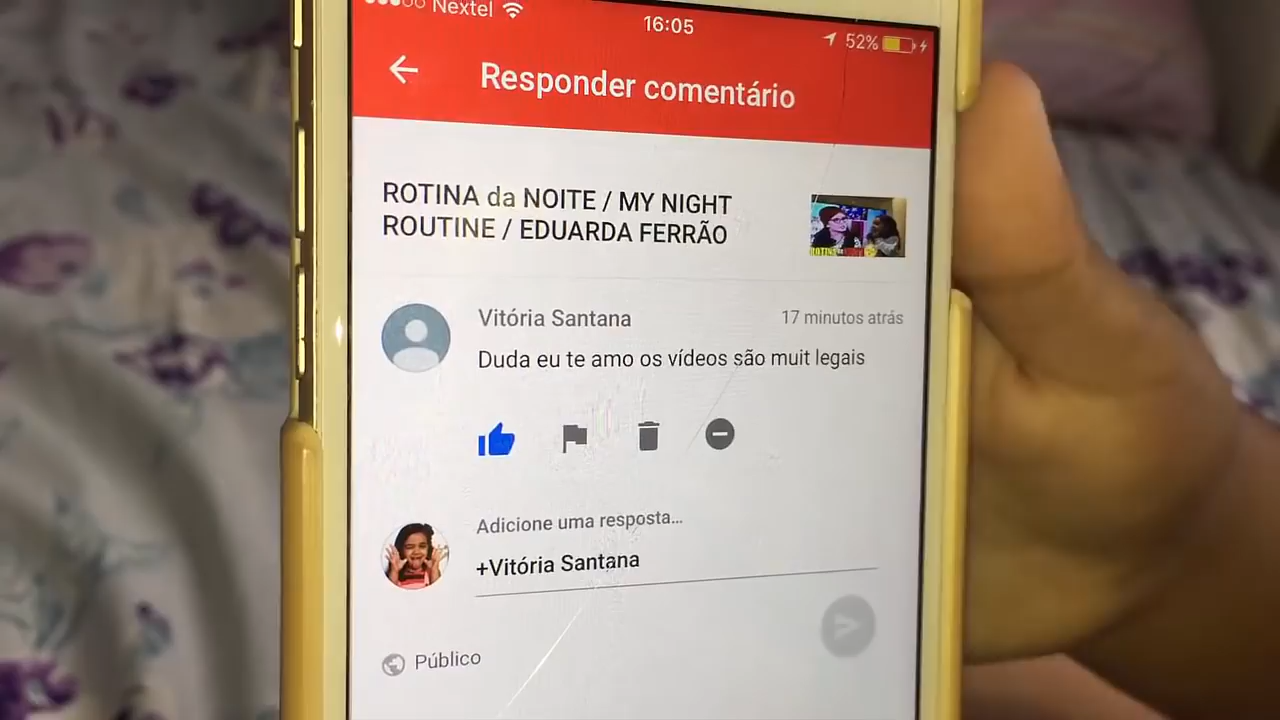 Nextel
16:05
52%
Responder comentário
ROTINA da NOITE / MY NIGHT
ROUTINE / EDUARDA FERRÃO
Vitória Santana
17 minutos atrás
Duda eu te amo os vídeos são muit legais
Adicione uma resposta...
+Vitória Santana
Público